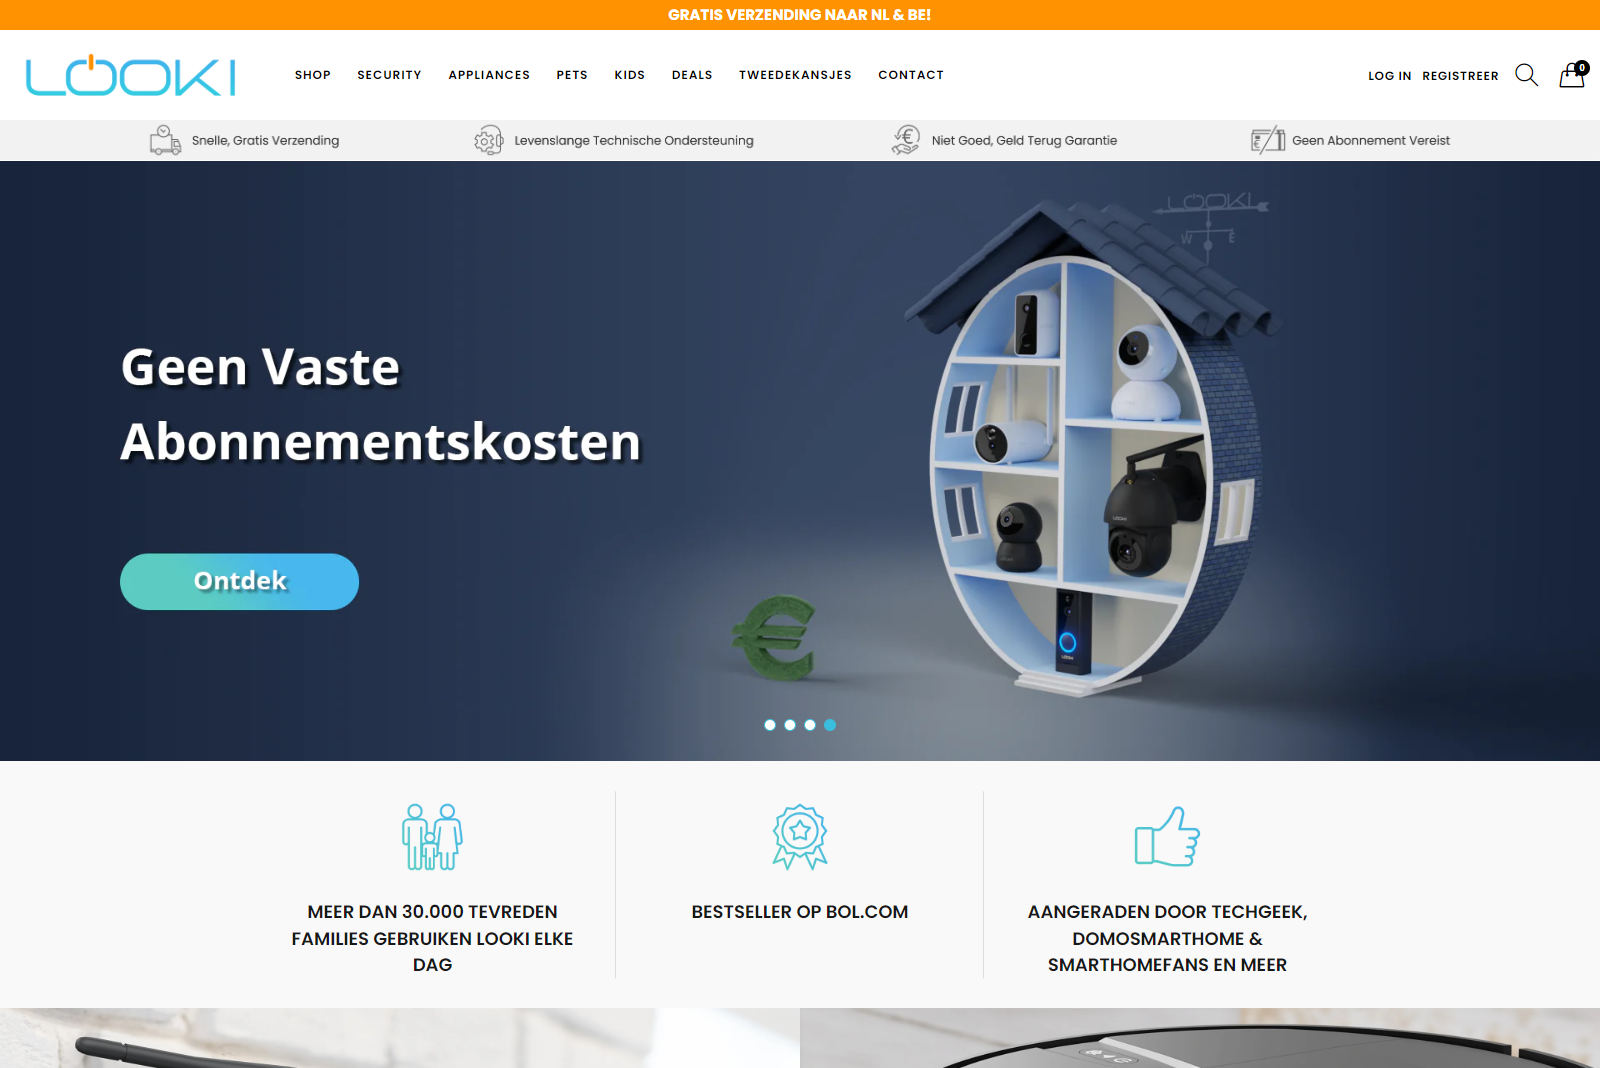 GRATIS VERZENDING NAAR NL & BE!
LOOKI
SHOP SECURITY APPLIANCES PETS KIDS DEALS TWEEDEKANSJES CONTACT
LOG IN REGISTREER
0
Snelle, Gratis Verzending
Levenslange Technische Ondersteuning
Niet Goed, Geld Terug Garantie
Geen Abonnement Vereist
LOOKI
W E
Geen Vaste
Abonnementskosten
Ontdek
LOOKI
LOOKI
MEER DAN 30.000 TEVREDEN
FAMILIES GEBRUIKEN LOOKI ELKE
DAG
BESTSELLER OP BOL.COM
AANGERADEN DOOR TECHGEEK,
DOMOSMARTHOME &
SMARTHOMEFANS EN MEER